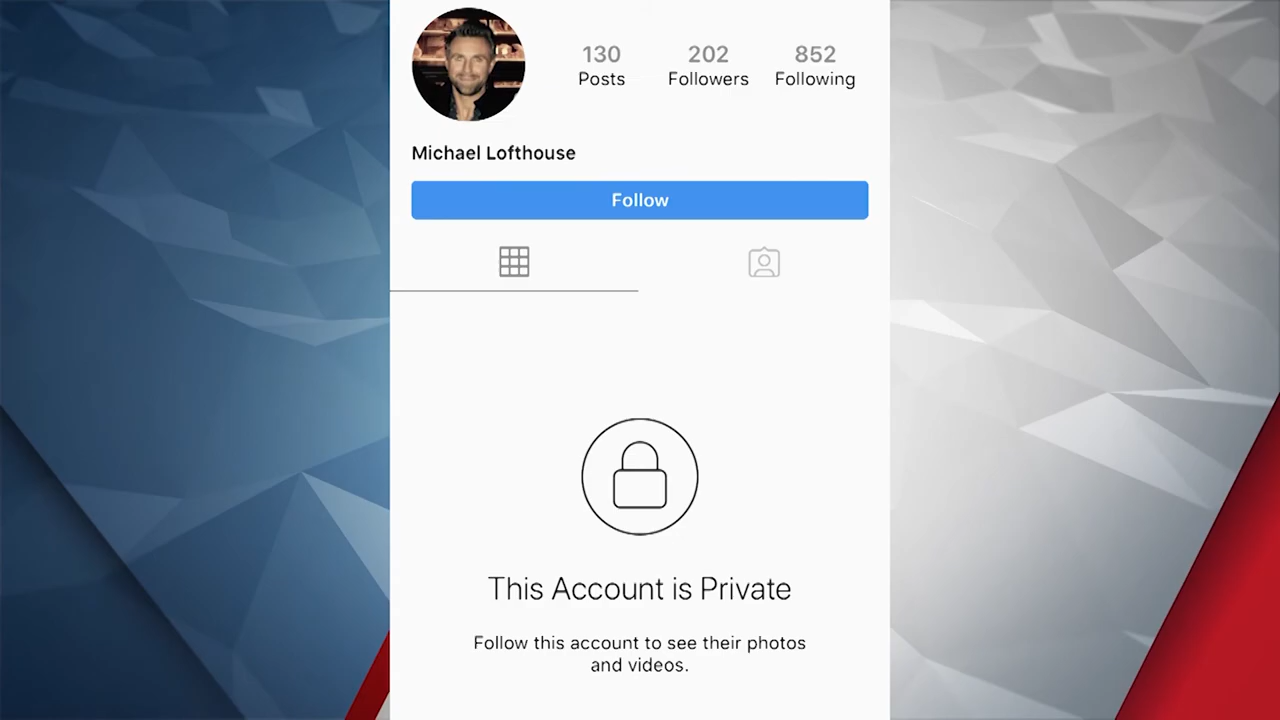 130 202 852
Posts Followers Following
Michael Lofthouse
Follow
This Account is Private
Follow this account to see their photos
and videos.